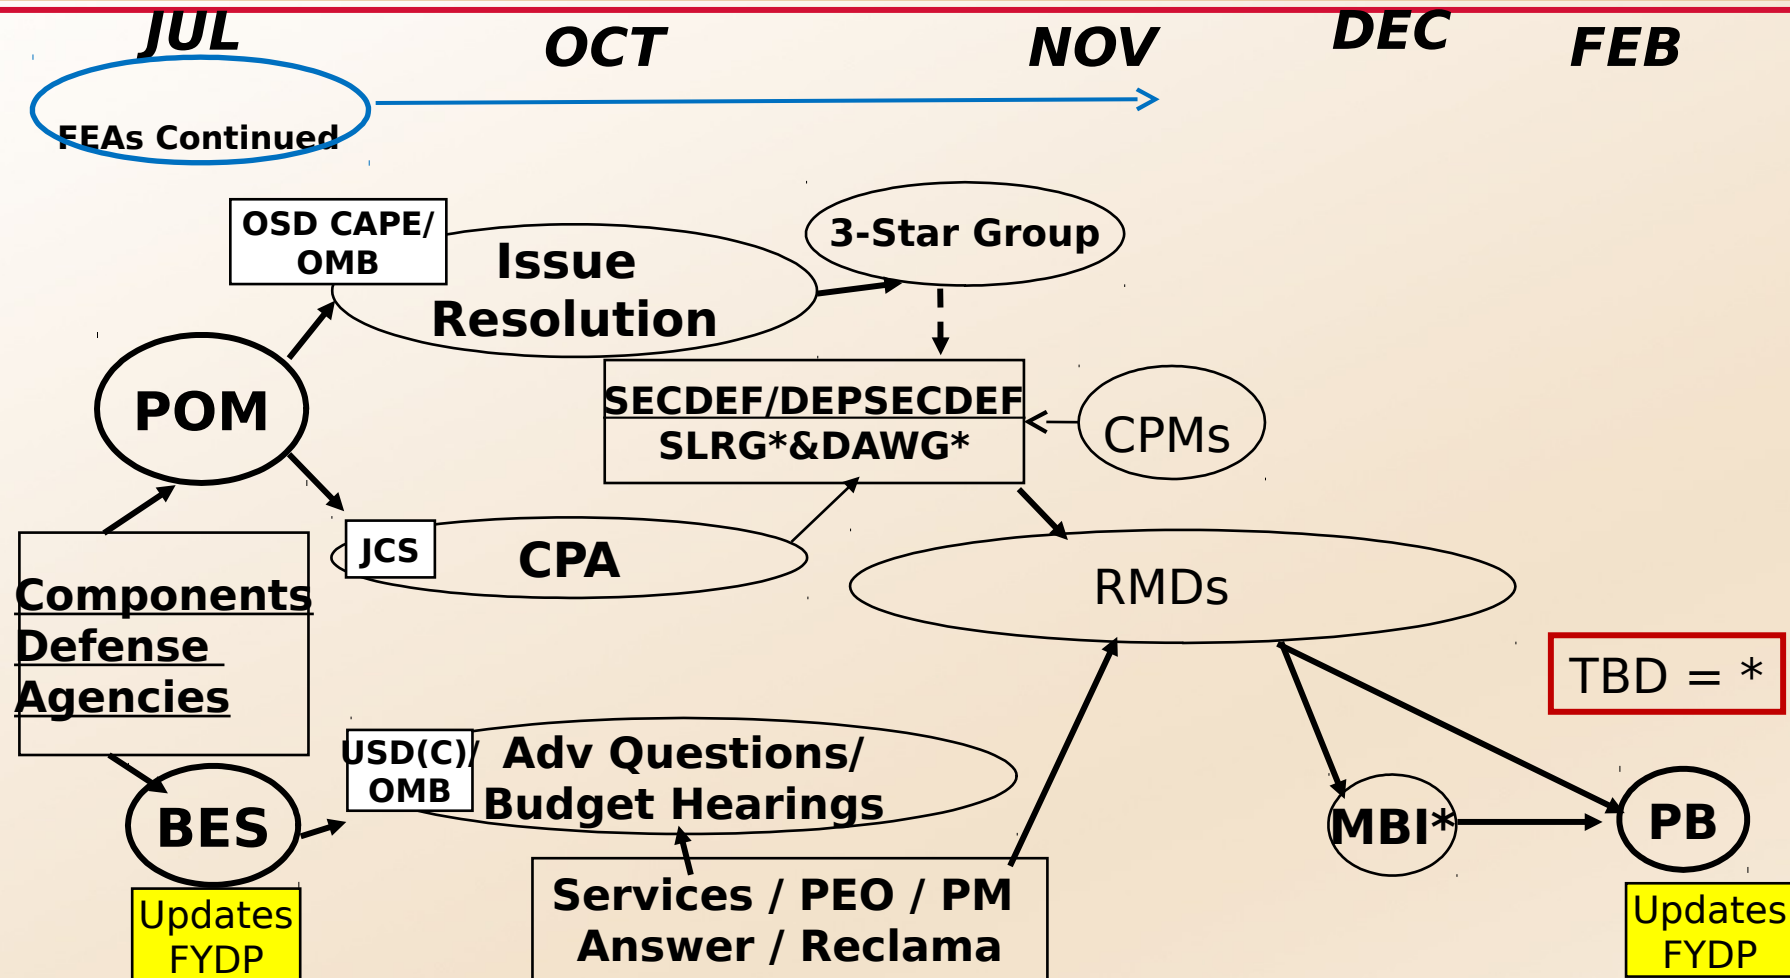 JUL
OCT
NOV
DEC
FEB
FEAs Continued
OSD CAPE/
OMB
Issue
Resolution
3-Star Group
POM
SECDEF/DEPSECDEF
SLRG*&DAWG*
CPMs
JCS
CPA
Components
Defense
Agencies
RMDs
TBD = *
USD(C)/
OMB
Adv Questions/
Budget Hearings
BES
MBI*
PB
Updates
FYDP
Services / PEO / PM
Answer / Reclama
Updates
FYDP